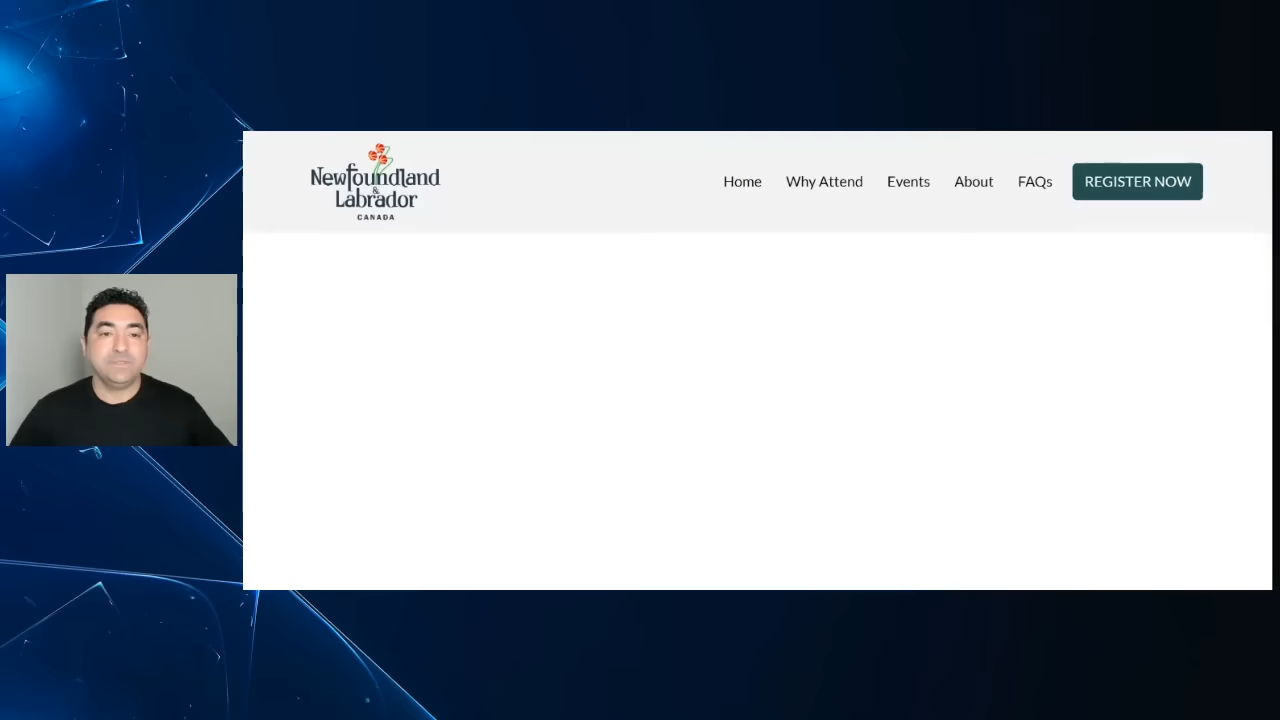 Newfoundland
&
Labrador
CANADA
Home Why Attend Events About FAQs REGISTER NOW